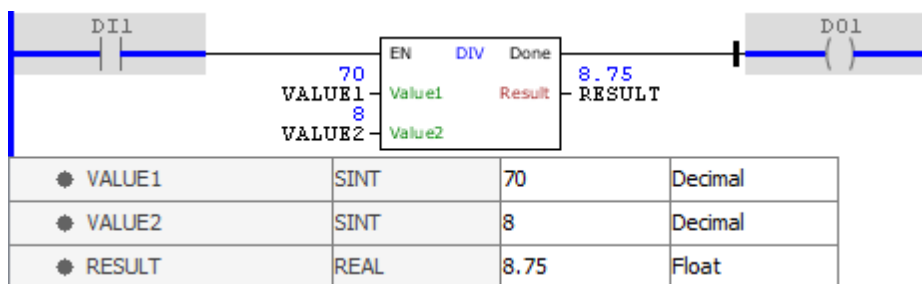 DI1 DO1
EN DIV Done
70 8.75
VALUE1 Value1 Result RESULT
8
VALUE2 Value2
VALUE1 SINT 70 Decimal
VALUE2 SINT 8 Decimal
RESULT REAL 8.75 Float